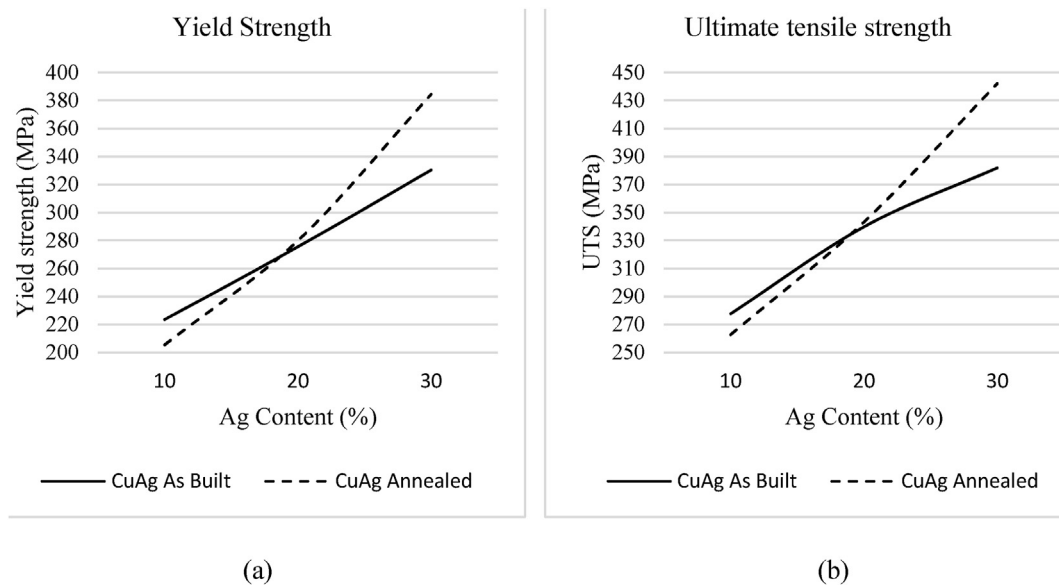 Yield Strength
400
380
360
340
320
300
280
260
240
220
200
Yield strength (MPa)
10 20 30
Ag Content (%)
CuAg As Built CuAg Annealed
(a)
Ultimate tensile strength
450
430
410
390
370
350
330
310
290
270
250
UTS (MPa)
10 20 30
Ag Content (%)
CuAg As Built CuAg Annealed
(b)